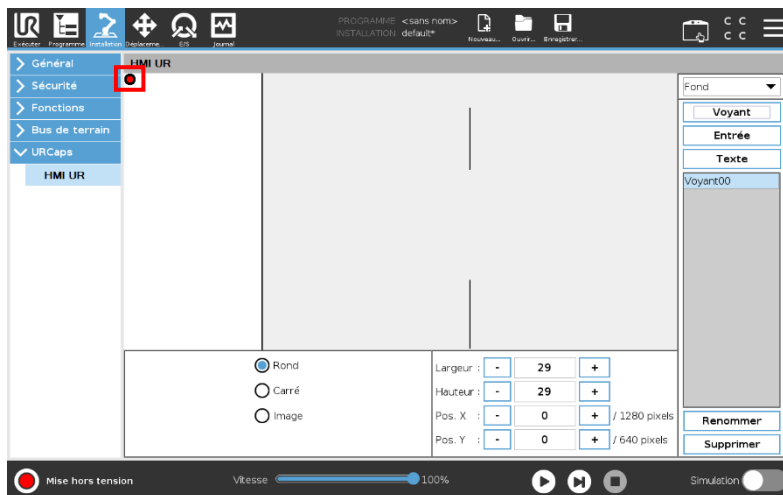 PROGRAMME <sans nom>
INSTALLATION default*
UR
Exécuter Programme Installation Déplaceme... E/S Journal
Nouveau... Ouvrir... Enregistrer...
C C
C C
Général
HMI UR
Sécurité
Fonctions
Bus de terrain
URCaps
HMI UR
Fond
Voyant
Entrée
Texte
Voyant00
Rond
Carré
Image
Largeur : - 29 +
Hauteur : - 29 +
Pos. X : - 0 + / 1280 pixels
Pos. Y : - 0 + / 640 pixels
Renommer
Supprimer
Mise hors tension
Vitesse 100%
Simulation